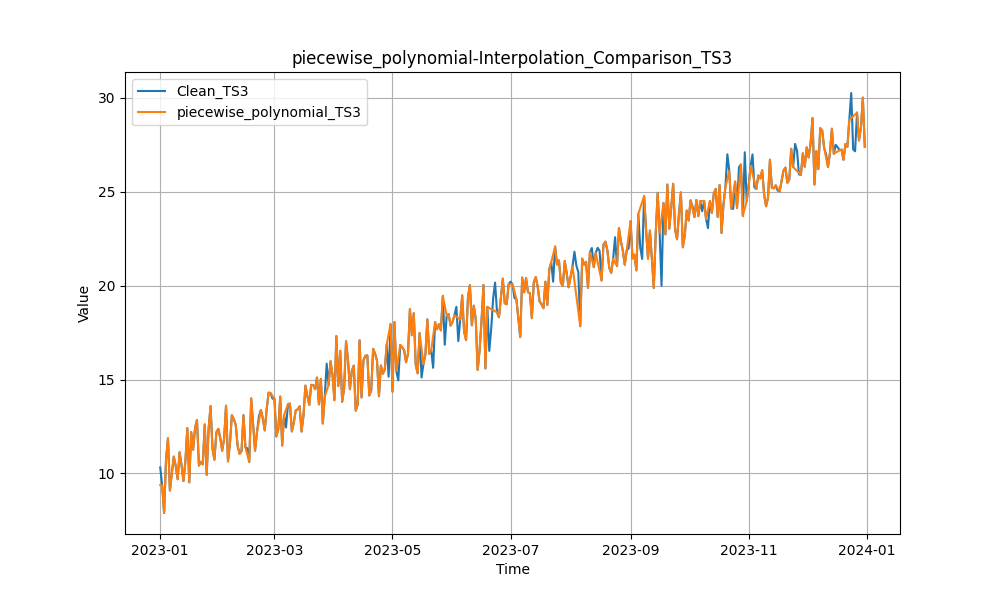 piecewise_polynomial-Interpolation_Comparison_TS3
Clean_TS3
piecewise_polynomial_TS3
30
25
20
15
10
Value
2023-01
2023-03
2023-05
2023-07
2023-09
2023-11
2024-01
Time